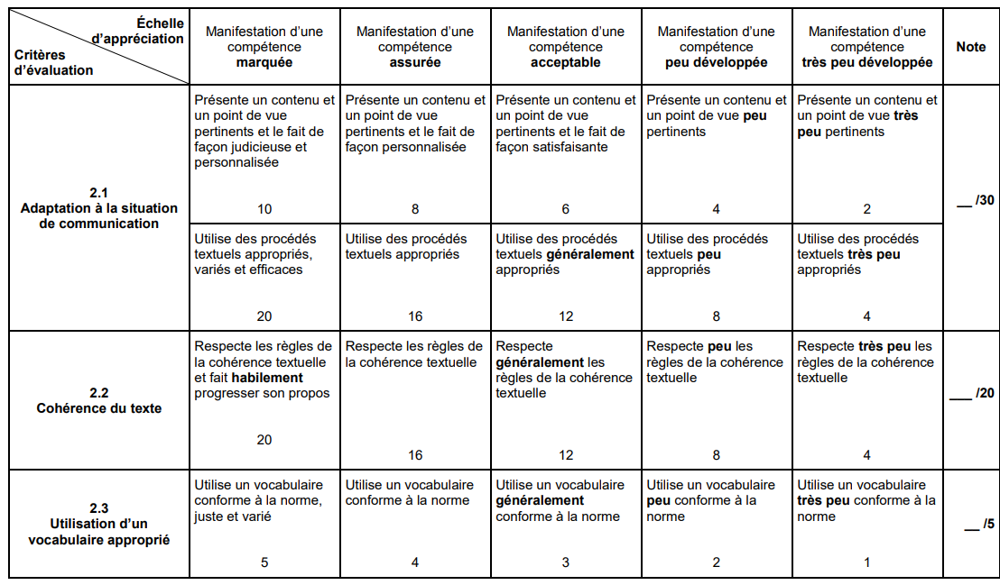 Échelle
d'appréciation
Critères
d'évaluation
Manifestation d'une
compétence
marquée
Manifestation d'une
compétence
assurée
Manifestation d'une
compétence
acceptable
Manifestation d'une
compétence
peu développée
Manifestation d'une
compétence
très peu développée
Note
2.1
Adaptation à la situation
de communication
Présente un contenu et
un point de vue
pertinents et le fait de
façon judicieuse et
personnalisée
10
Présente un contenu et
un point de vue
pertinents et le fait de
façon personnalisée
8
Présente un contenu et
un point de vue
pertinents et le fait de
façon satisfaisante
6
Présente un contenu et
un point de vue peu
pertinents
4
Présente un contenu et
un point de vue très
peu pertinents
2
__ /30
Utilise des procédés
textuels appropriés,
variés et efficaces
20
Utilise des procédés
textuels appropriés
16
Utilise des procédés
textuels généralement
appropriés
12
Utilise des procédés
textuels peu
appropriés
8
Utilise des procédés
textuels très peu
appropriés
4
2.2
Cohérence du texte
Respecte les règles de
la cohérence textuelle
et fait habilement
progresser son propos
20
Respecte les règles de
la cohérence textuelle
16
Respecte
généralement les
règles de la cohérence
textuelle
12
Respecte peu les
règles de la cohérence
textuelle
8
Respecte très peu les
règles de la cohérence
textuelle
4
___ /20
2.3
Utilisation d'un
vocabulaire approprié
Utilise un vocabulaire
conforme à la norme,
juste et varié
5
Utilise un vocabulaire
conforme à la norme
4
Utilise un vocabulaire
généralement
conforme à la norme
3
Utilise un vocabulaire
peu conforme à la
norme
2
Utilise un vocabulaire
très peu conforme à la
norme
1
__ /5